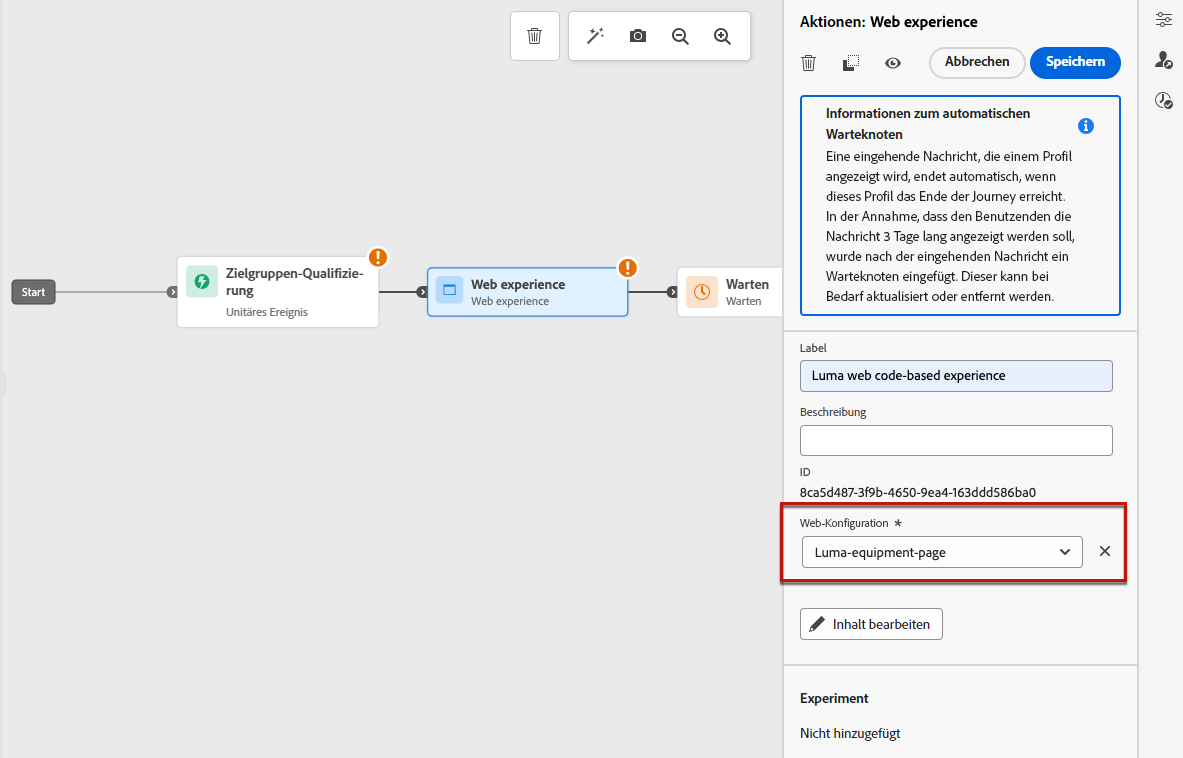 Start
Zielgruppen-Qualifizie-
rung
Unitäres Ereignis
Web experience
Web experience
Warten
Warten
Aktionen: Web experience
Abbrechen
Speichern
Informationen zum automatischen
Warteknoten
Eine eingehende Nachricht, die einem Profil
angezeigt wird, endet automatisch, wenn
dieses Profil das Ende der Journey erreicht.
In der Annahme, dass den Benutzenden die
Nachricht 3 Tage lang angezeigt werden soll,
wurde nach der eingehenden Nachricht ein
Warteknoten eingefügt. Dieser kann bei
Bedarf aktualisiert oder entfernt werden.
Label
Luma web code-based experience
Beschreibung
ID
8ca5d487-3f9b-4650-9ea4-163ddd586ba0
Web-Konfiguration *
Luma-equipment-page
Inhalt bearbeiten
Experiment
Nicht hinzugefügt